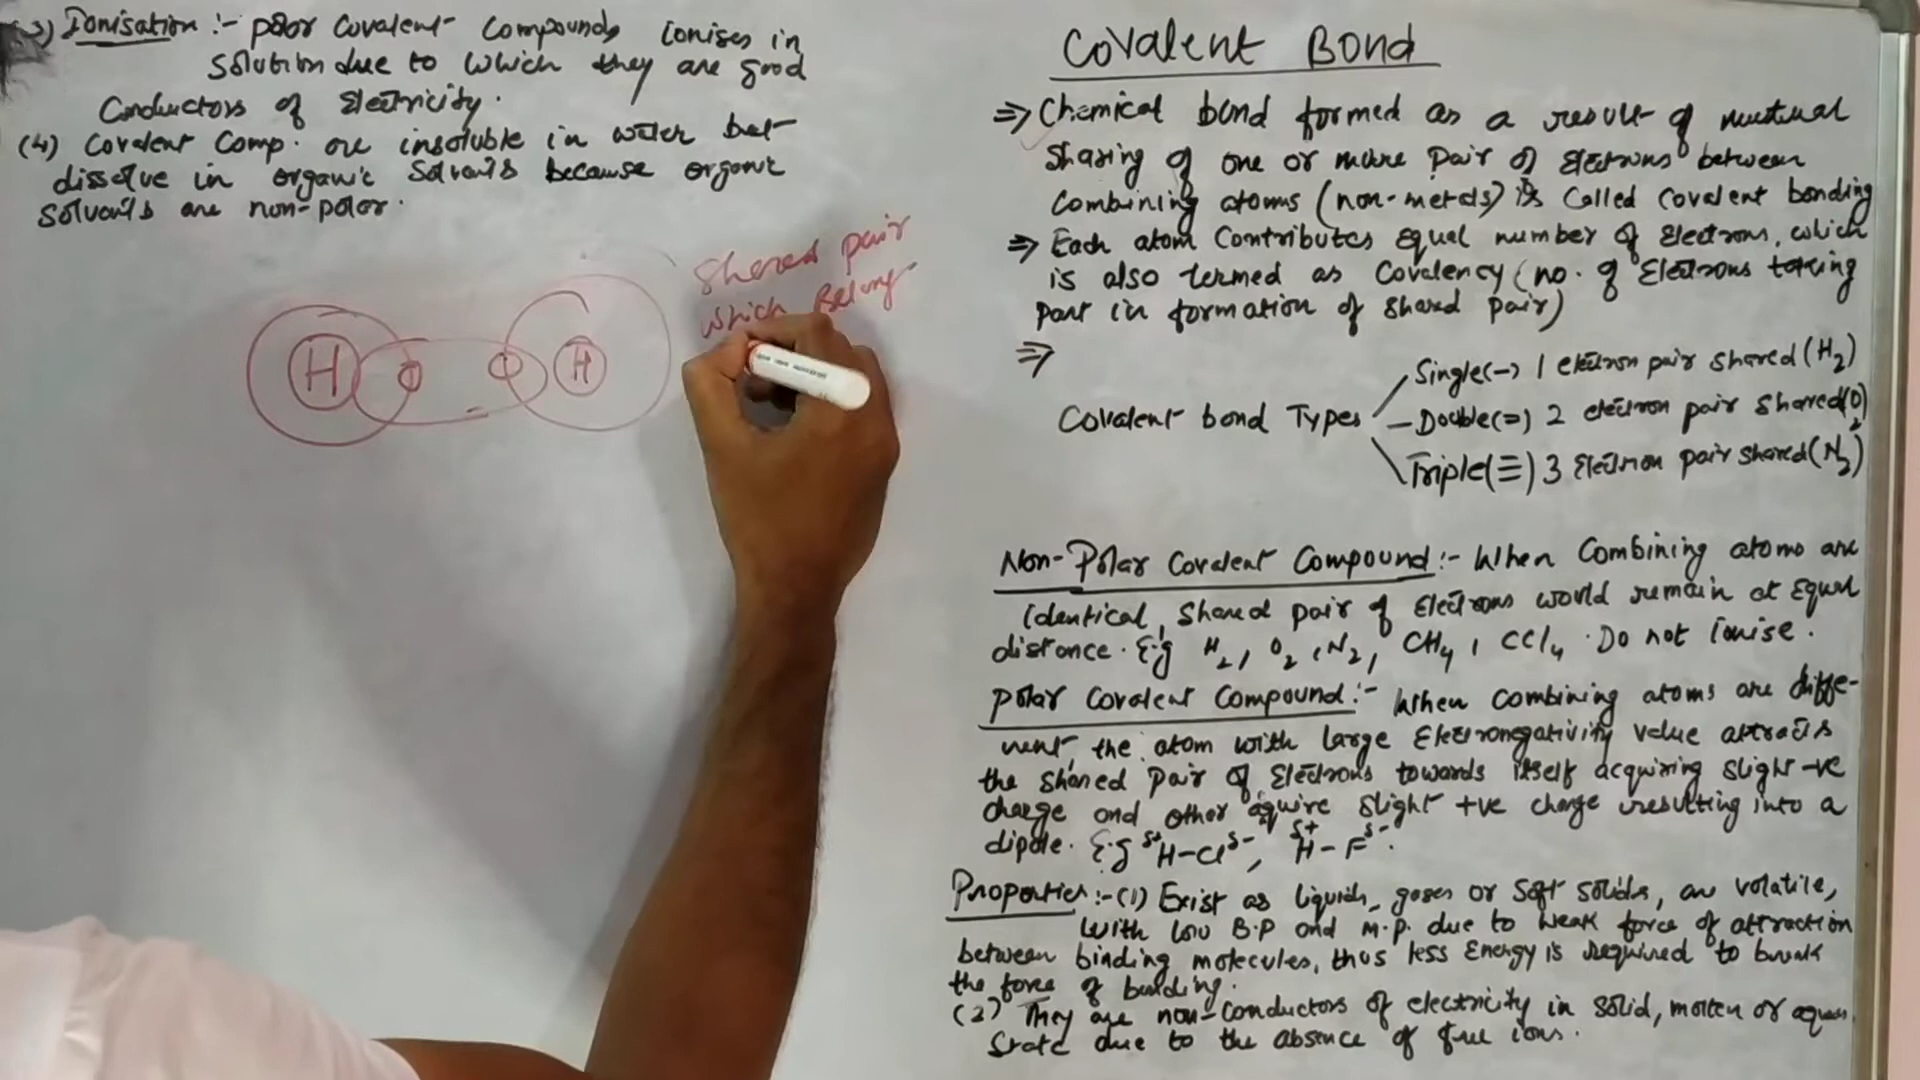 3) Ionisation :- polar Covalent Compounds ionises in
Solution due to which they are good
Conductors of Electricity.
(4) Covalent Comp. are insoluble in water but
dissolve in organic Solvents because organic
Solvents are non-polar.
Shared pair
which Belong
H H
Covalent Bond
⇒ Chemical bond formed as a result of mutual
Sharing of one or more pair of Electrons between
Combining atoms (non-metals) is Called Covalent bonding
⇒ Each atom Contributes Equal number of Electrons, which
is also termed as Covalency (no. of Electrons taking
part in formation of Shared pair)
⇒
Single(-) 1 electron pair shared (H2)
Covalent bond Types - Double(=) 2 electron pair shared (O2)
Triple(≡) 3 Electron pair shared (N2)
Non-Polar Covalent Compound :- When Combining atoms are
Identical, Shared pair of Electrons would remain at Equal
distance. E.g H2, O2, N2, CH4, CCl4. Do not Ionise.
Polar Covalent Compound :- When Combining atoms are diffe-
rent, the atom with large Electronegativity value attracts
the shared pair of Electrons towards itself acquiring slight -ve
charge and other aquire slight +ve charge resulting into a
dipole. E.g δ+H-Clδ-, δ+H-Fδ-.
Properties :- (1) Exist as liquids, gases or Soft Solids, are volatile,
With low B.P and M.P. due to weak force of attraction
between binding molecules, thus less Energy is required to break
the force of bonding.
(2) They are non-conductors of electricity in solid, molten or aques
State due to the absence of free ions.